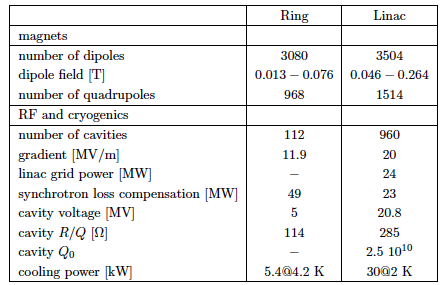 Ring Linac
magnets
number of dipoles 3080 3504
dipole field [T] 0.013 – 0.076 0.046 – 0.264
number of quadrupoles 968 1514
RF and cryogenics
number of cavities 112 960
gradient [MV/m] 11.9 20
linac grid power [MW] – 24
synchrotron loss compensation [MW] 49 23
cavity voltage [MV] 5 20.8
cavity R/Q [Ω] 114 285
cavity Q₀ – 2.5 10¹⁰
cooling power [kW] 5.4@4.2 K 30@2 K